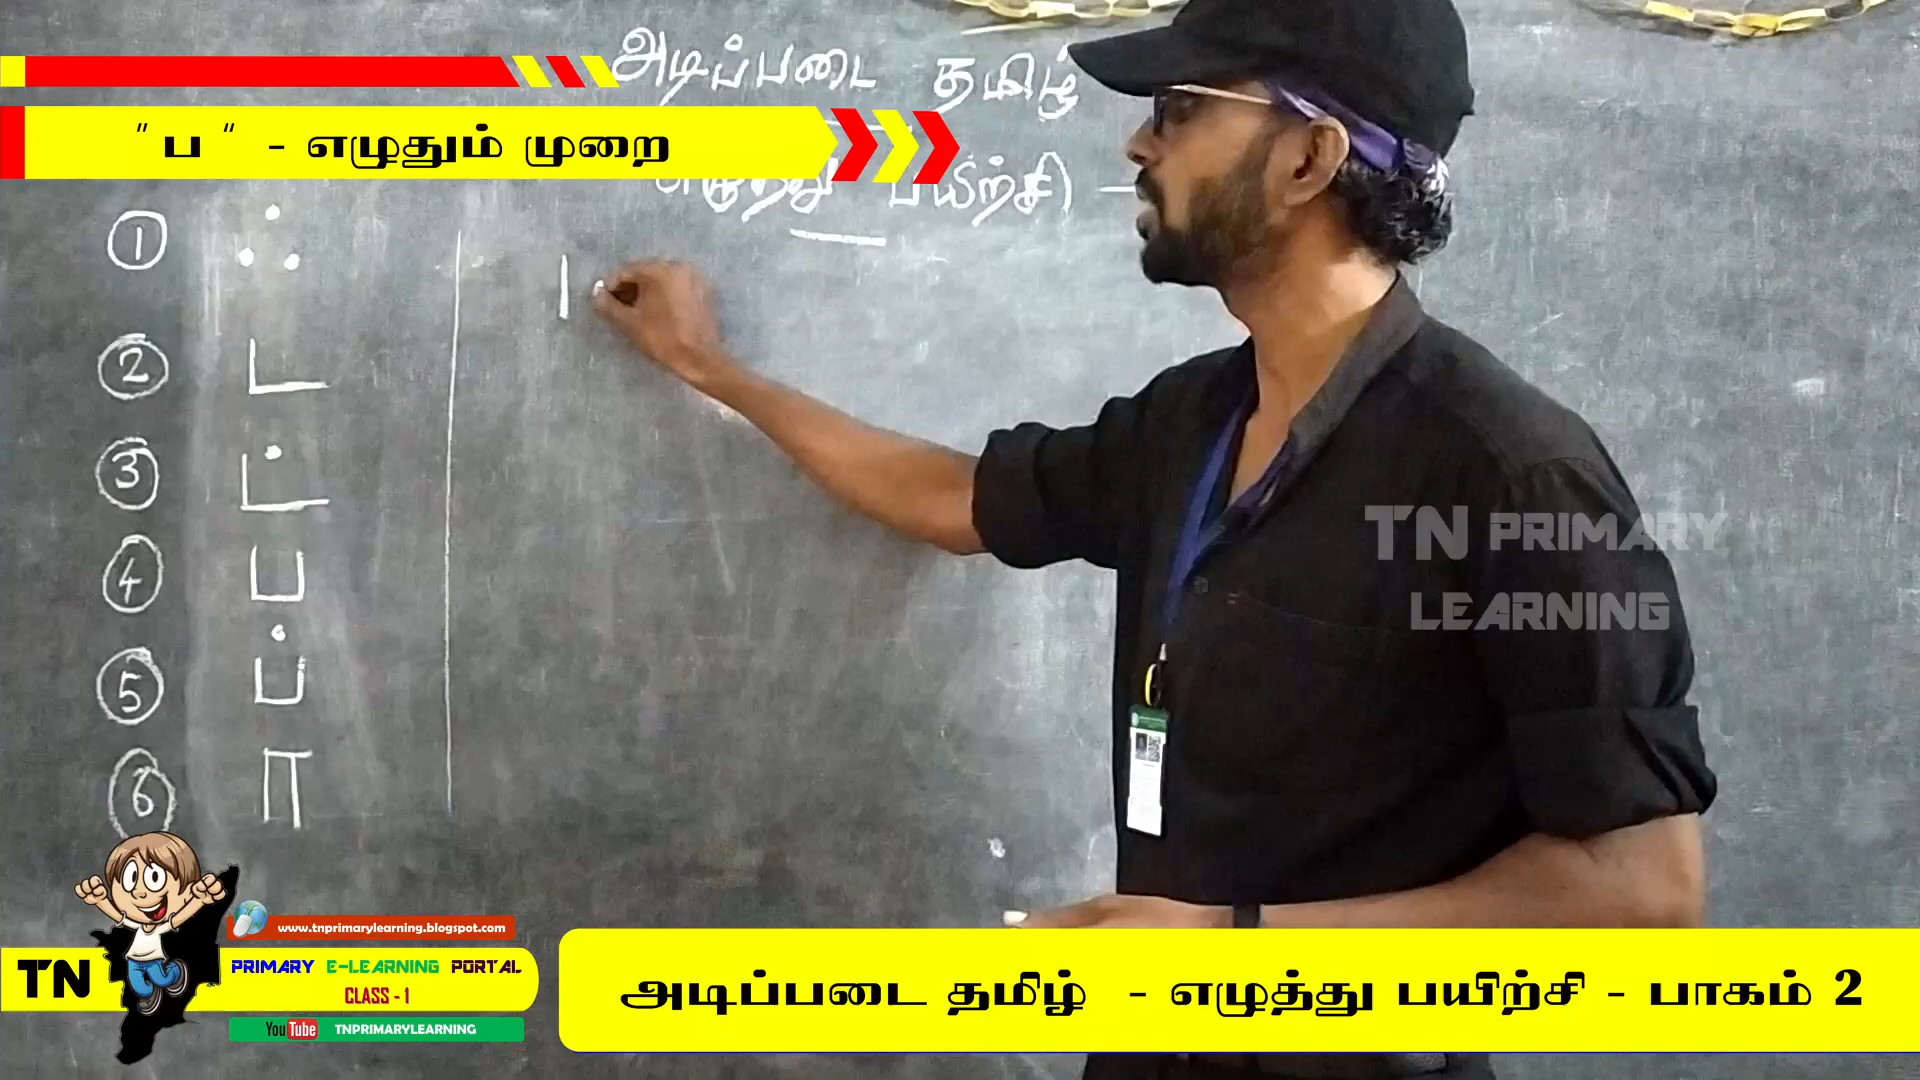 அடிப்படை தமிழ்
" ப " - எழுதும் முறை
எழுத்து பயிற்சி) -
1 ஃ
2 ட
3 ட்
4 ப
5 ப்
6 ா
TN PRIMARY
LEARNING
www.tnprimarylearning.blogspot.com
TN PRIMARY E-LEARNING PORTAL
CLASS - 1
YouTube TNPRIMARYLEARNING
அடிப்படை தமிழ் - எழுத்து பயிற்சி - பாகம் 2